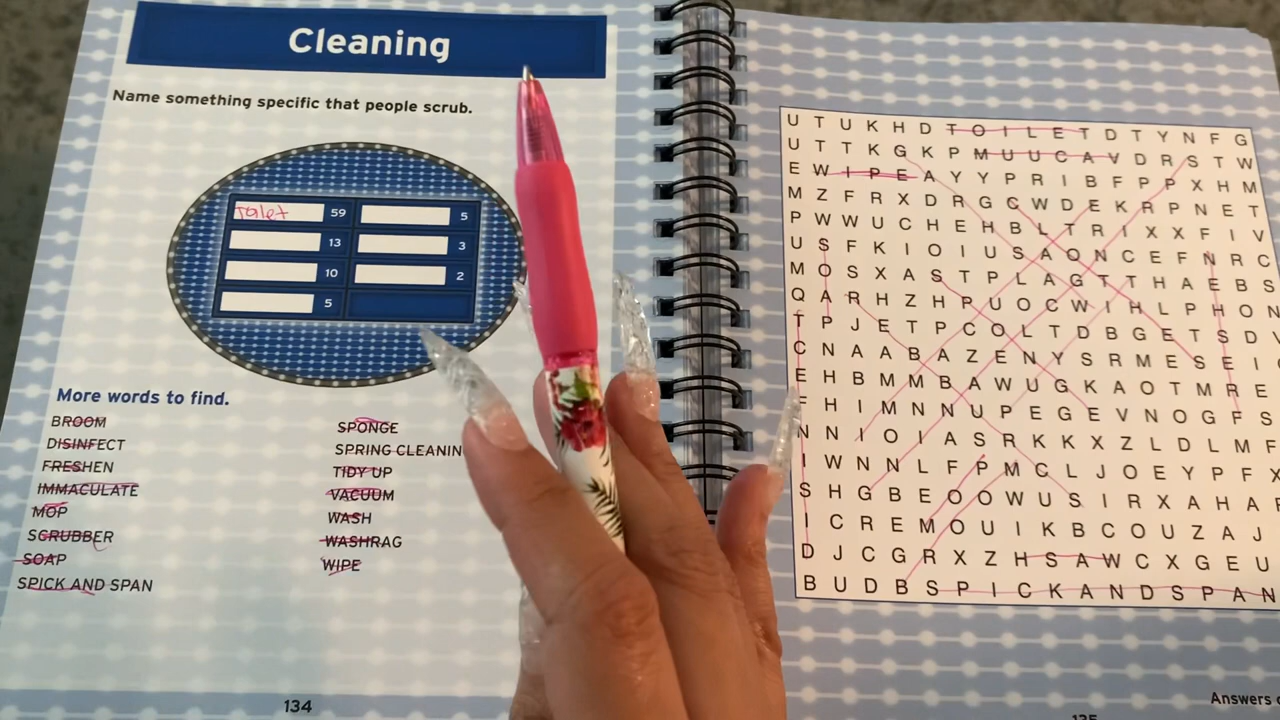 Cleaning
Name something specific that people scrub.
Toilet 59
5
13
3
10
2
5
More words to find.
BROOM
DISINFECT
FRESHEN
IMMACULATE
MOP
SCRUBBER
SOAP
SPICK AND SPAN
SPONGE
SPRING CLEANIN
TIDY UP
VACUUM
WASH
WASHRAG
WIPE
134
U T U K H D T O I L E T D T Y N F G
U T T K G K P M U U C A V D R S T W
E W I P E A Y Y P R I B F P P X H M
M Z F R X D R G C W D E K R P N E T
P W W U C H E H B L T R I X X F I V
U S F K I O I U S A O N C E F N R C
M O S X A S T P L A G T T H A E B S
Q A R H Z H P U O C W I H L P H O N
T P J E T P C O L T D B G E T S D V
C N A A B A Z E N Y S R M E S E I
E H B M M B A W U G K A O T M R E
F H I M N N U P E G E V N O G F S
N N I O I A S R K K X Z L D L M F
I W N N L F P M C L J O E Y P F X
S H G B E O O W U S I R X A H A
I C R E M O U I K B C O U Z A J
D J C G R X Z H S A W C X G E U
B U D B S P I C K A N D S P A N
Answers